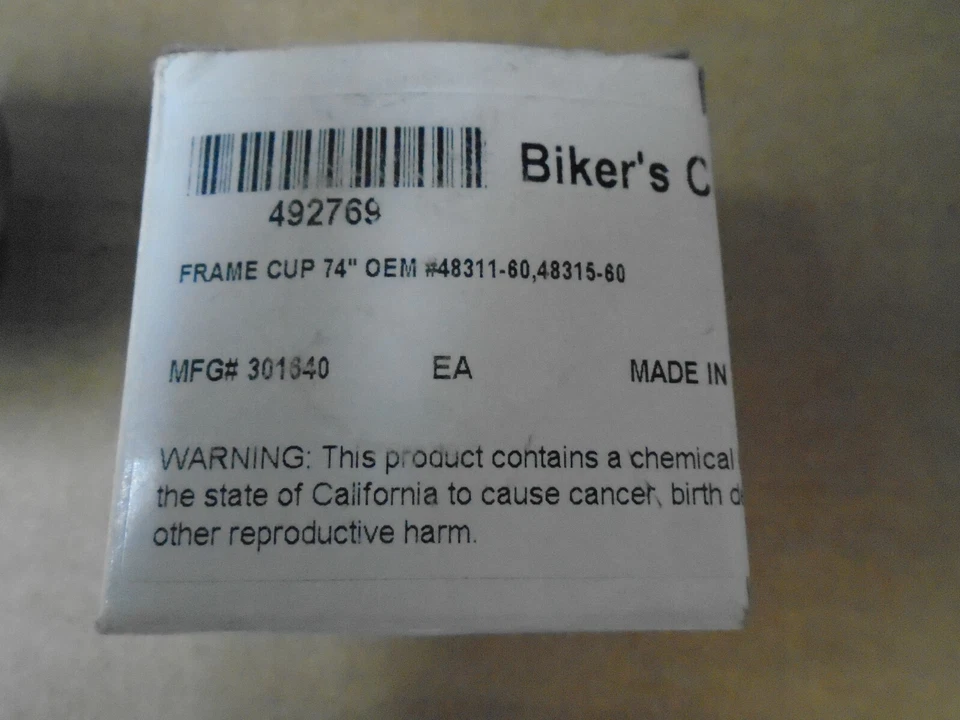 Biker's C
492769
FRAME CUP 74" OEM #48311-60,48315-60
MFG# 301640 EA MADE IN
WARNING: This product contains a chemical
the state of California to cause cancer, birth d
other reproductive harm.